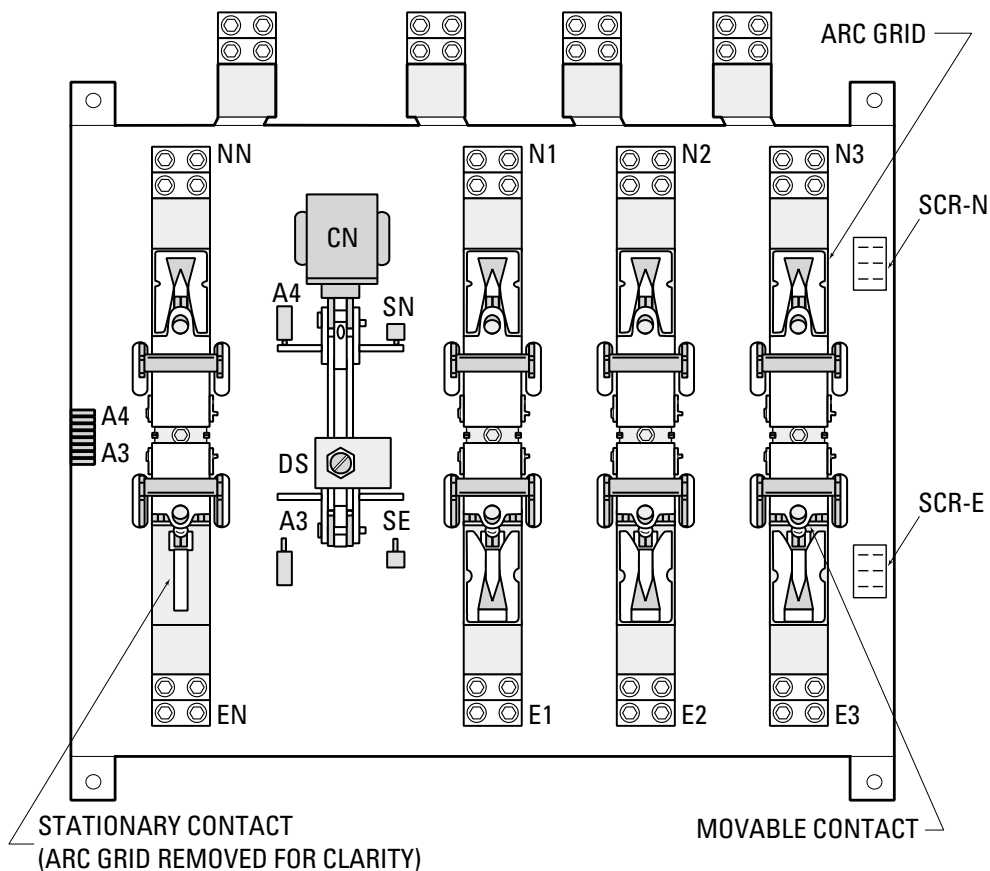 ARC GRID
NN
N1
N2
N3
SCR-N
CN
A4
SN
A4
A3
DS
A3
SE
SCR-E
EN
E1
E2
E3
STATIONARY CONTACT
(ARC GRID REMOVED FOR CLARITY)
MOVABLE CONTACT